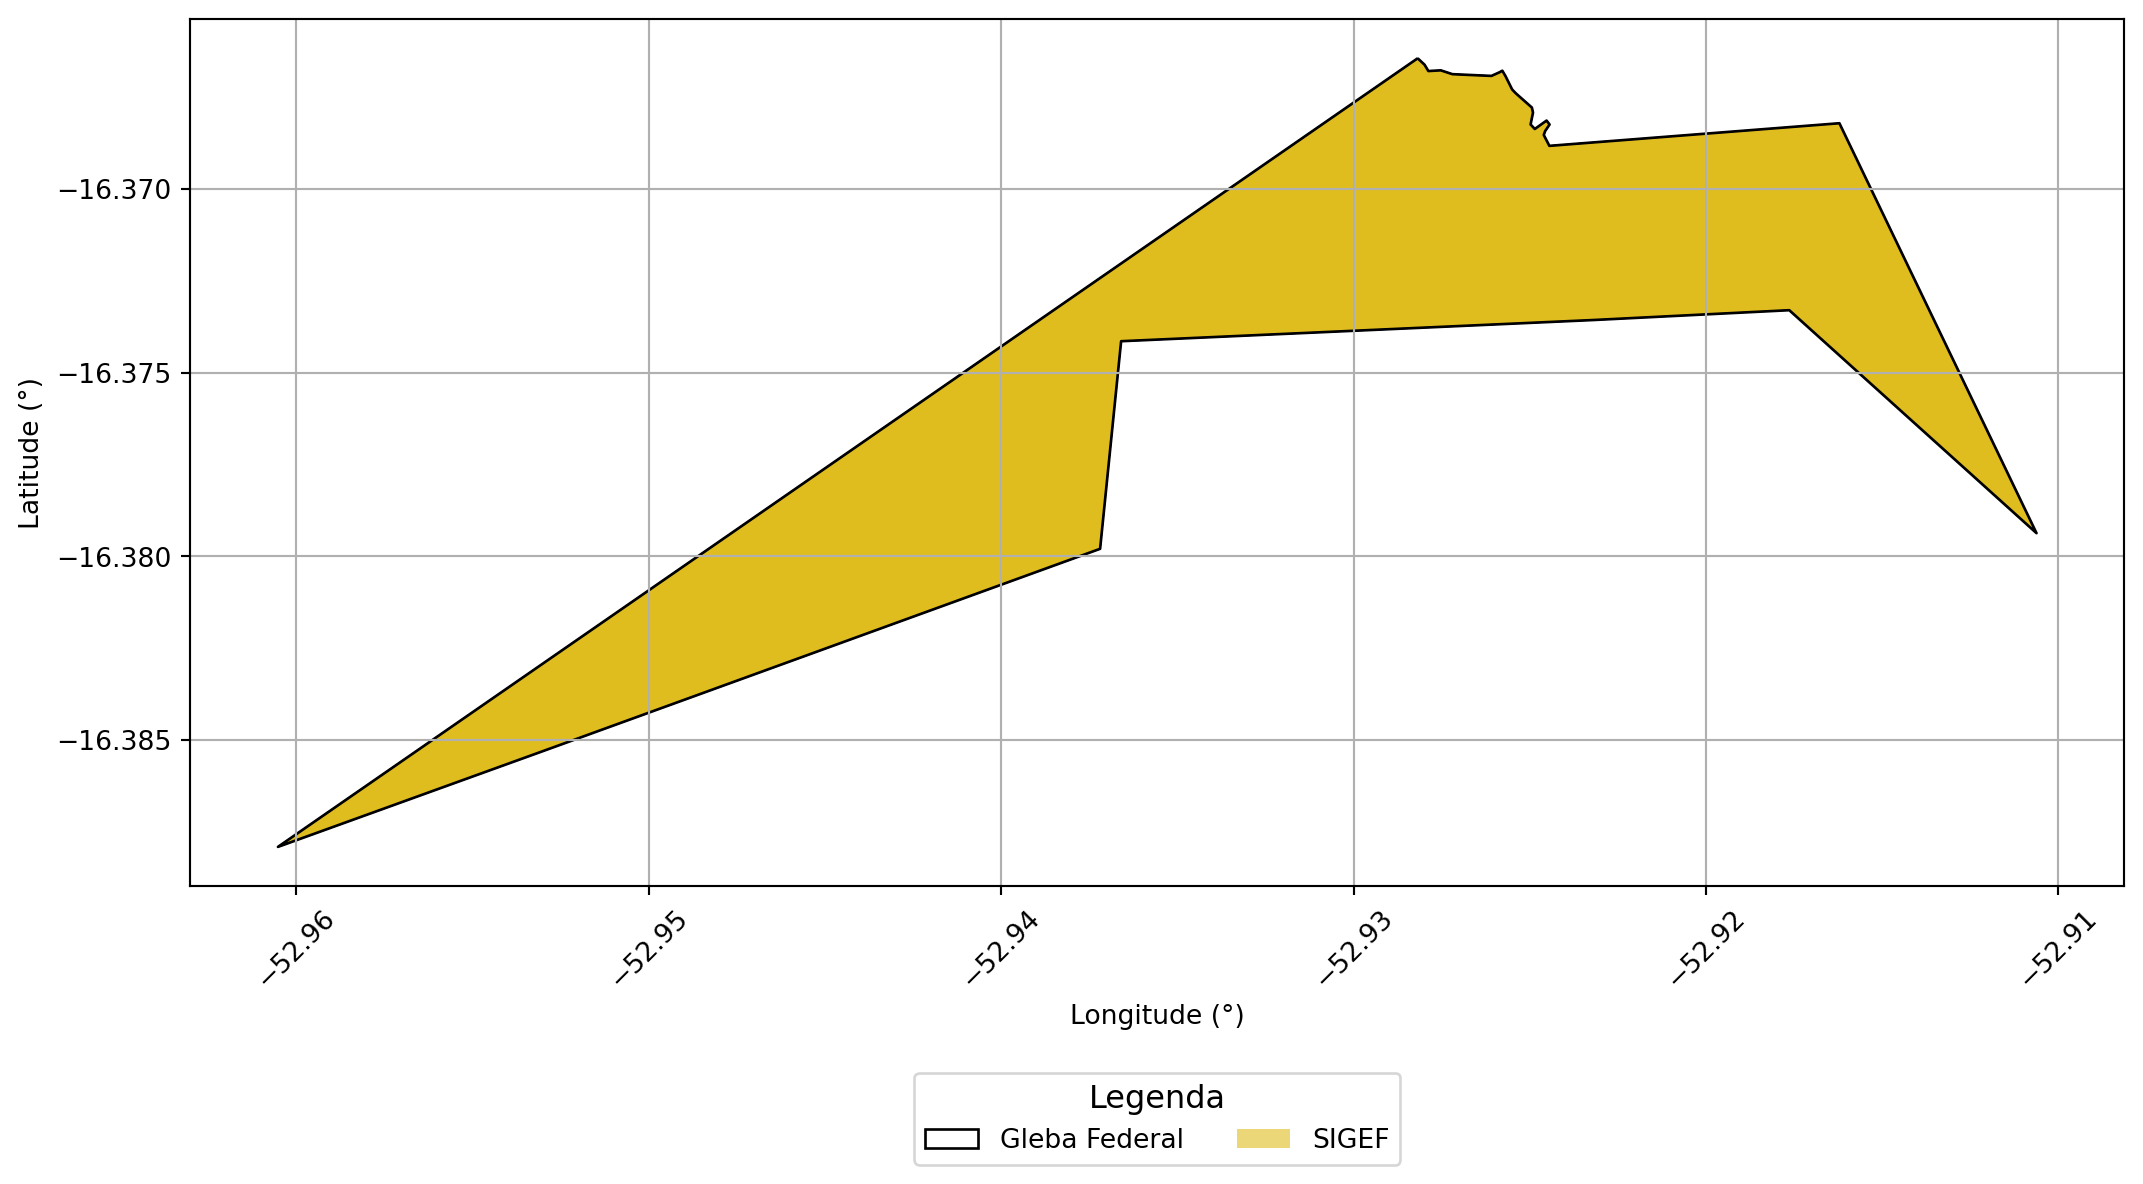 Latitude (°)
−16.370
−16.375
−16.380
−16.385
−52.96
−52.95
−52.94
−52.93
−52.92
−52.91
Longitude (°)
Legenda
Gleba Federal SIGEF